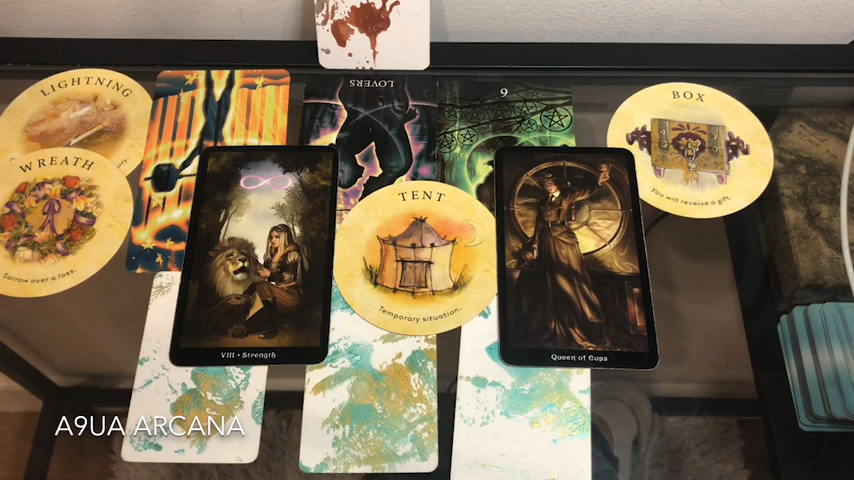 LIGHTNING
WREATH
Sorrow over a loss.
LOVERS
6
BOX
You will receive a gift.
TENT
Temporary situation.
VIII • Strength
Queen of Cups
A9UA ARCANA